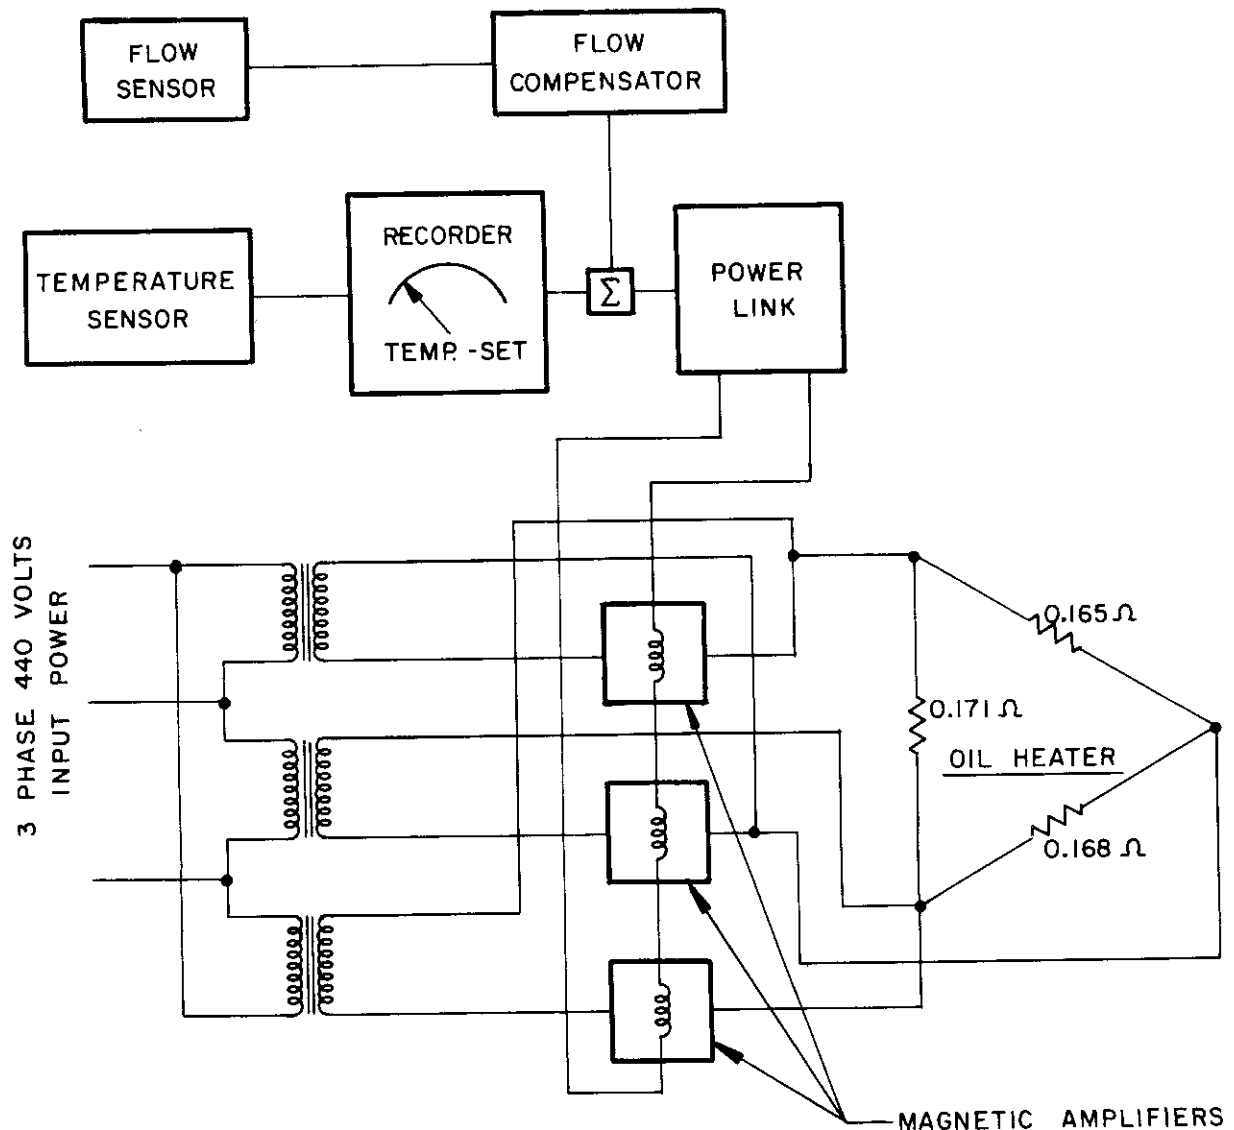 FLOW
SENSOR
FLOW
COMPENSATOR
TEMPERATURE
SENSOR
RECORDER
TEMP. -SET
Σ
POWER
LINK
3 PHASE 440 VOLTS
INPUT POWER
0.165 Ω
0.171 Ω
OIL HEATER
0.168 Ω
MAGNETIC AMPLIFIERS